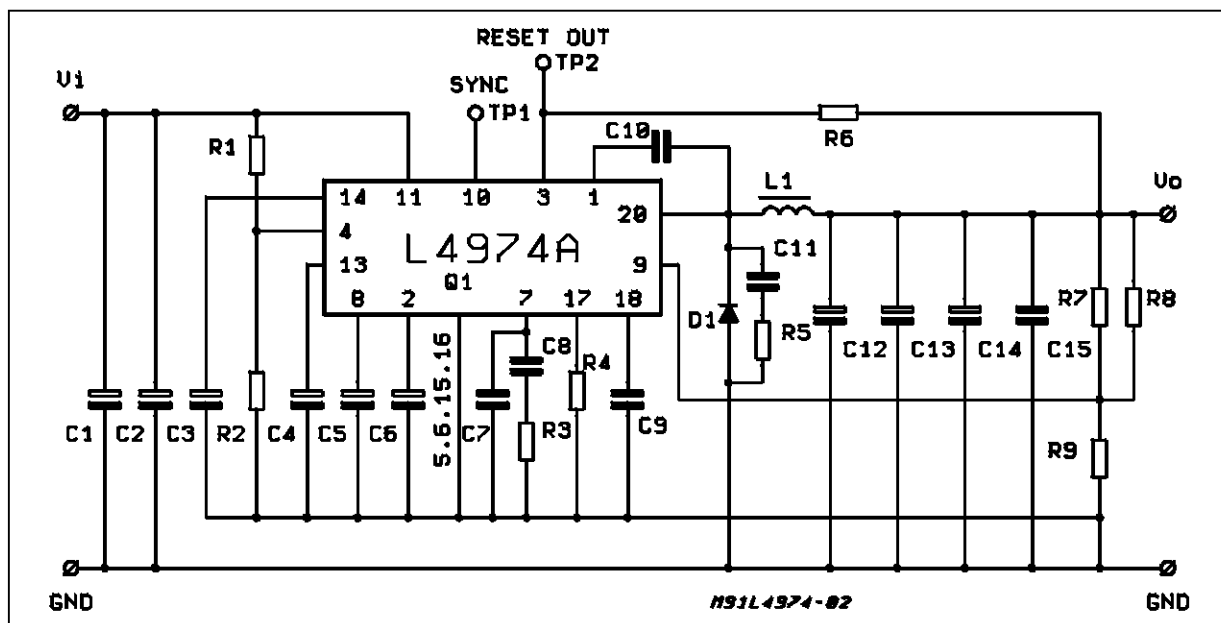 RESET OUT
TP2
Vi
SYNC
TP1
C10
R6
R1
L1
Vo
14 11 10 3 1
20
4
L4974A
C11
13
Q1
9
8 2 7 17 18
D1
R5
R7
R8
C12 C13 C14 C15
C8
R4
5.6.15.16
C1 C2 C3 R2 C4 C5 C6 C7 R3 C9
R9
GND
M91L4974-02
GND